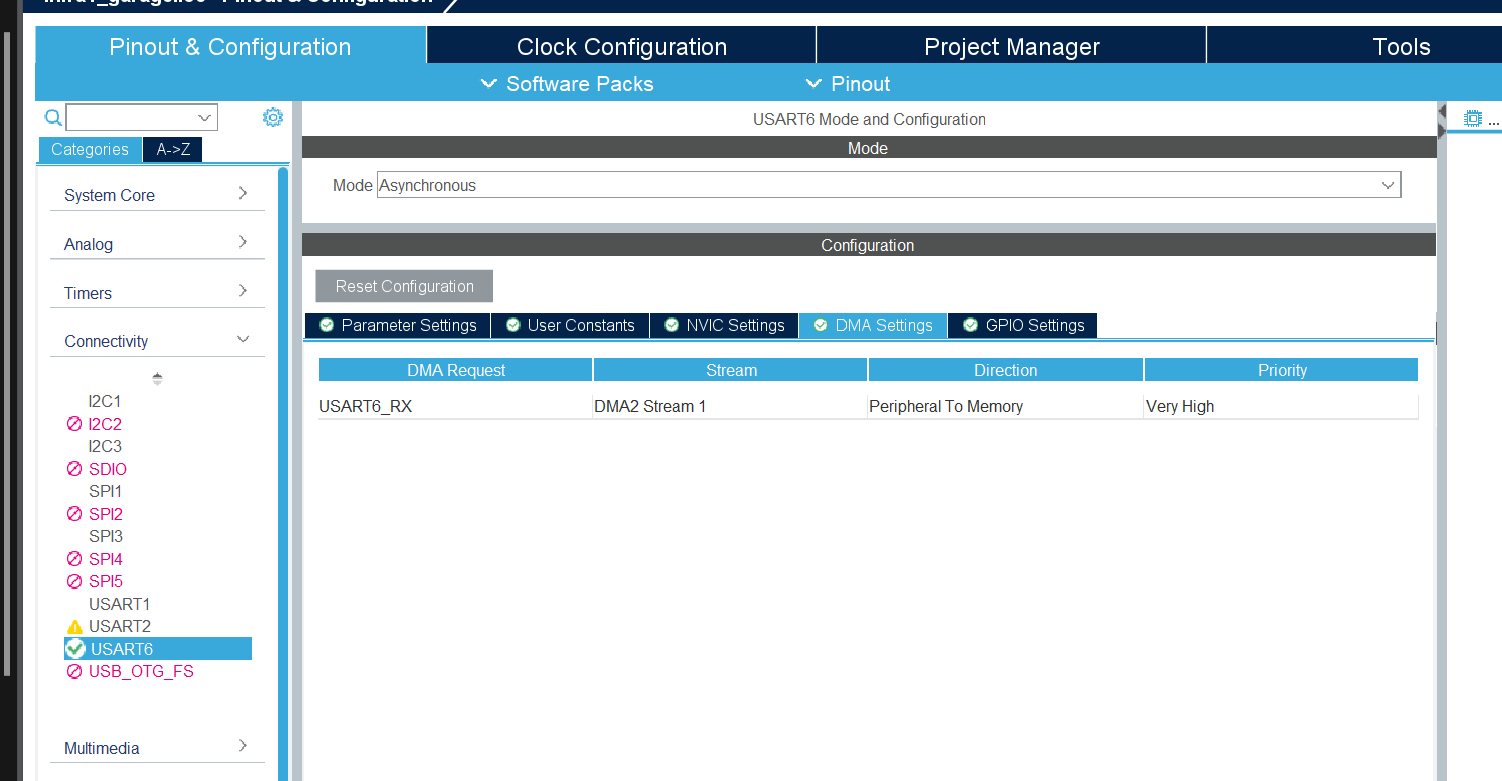 Pinout & Configuration
Clock Configuration
Project Manager
Tools
Software Packs
Pinout
Categories
A->Z
System Core
Analog
Timers
Connectivity
I2C1
I2C2
I2C3
SDIO
SPI1
SPI2
SPI3
SPI4
SPI5
USART1
USART2
USART6
USB_OTG_FS
Multimedia
USART6 Mode and Configuration
Mode
Mode Asynchronous
Configuration
Reset Configuration
Parameter Settings
User Constants
NVIC Settings
DMA Settings
GPIO Settings
DMA Request Stream Direction Priority
USART6_RX DMA2 Stream 1 Peripheral To Memory Very High
...